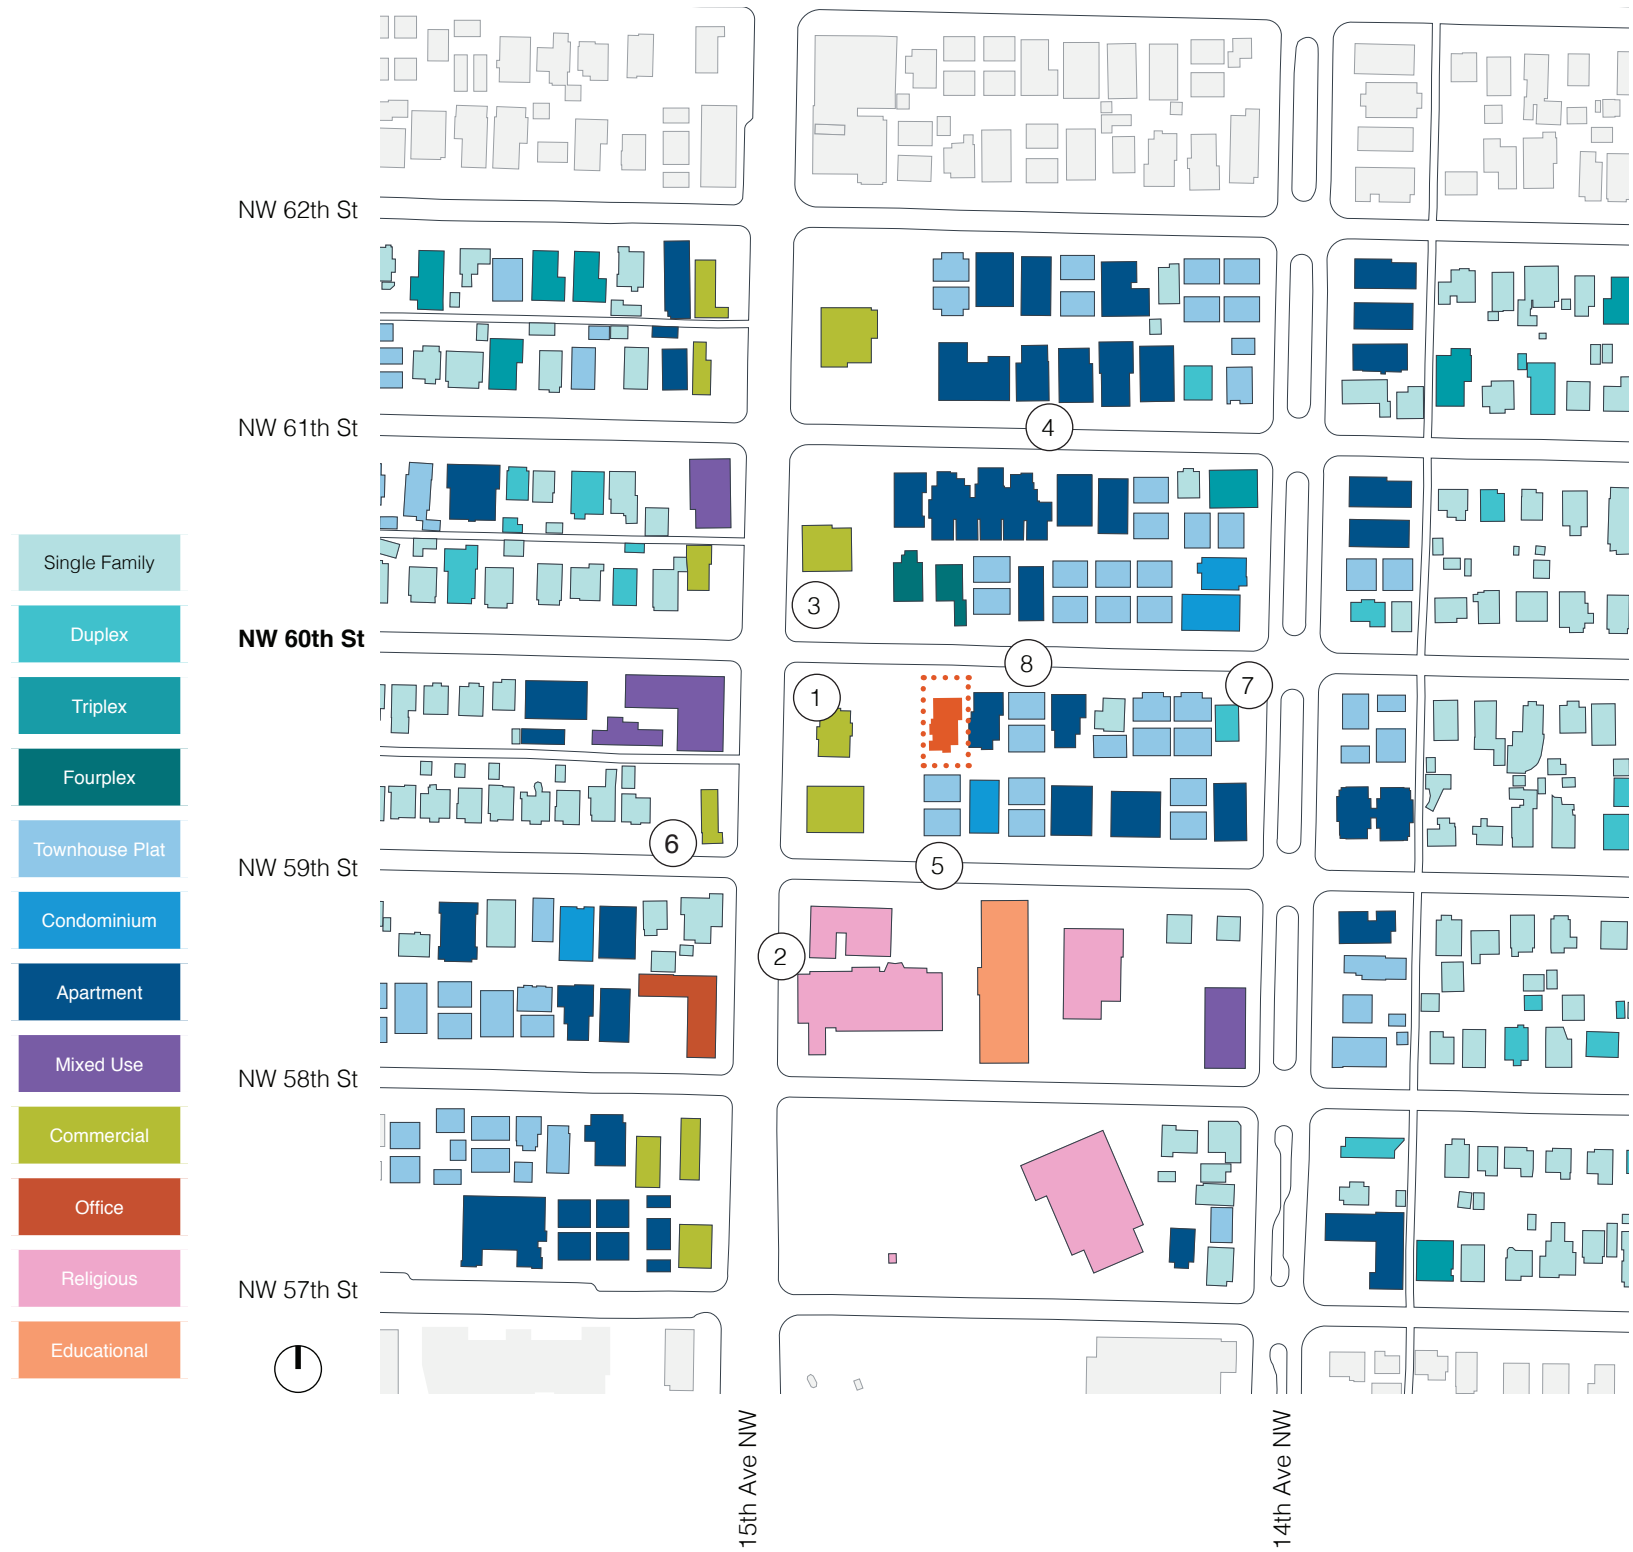 NW 62th St
NW 61th St
4
Single Family
Duplex
Triplex
Fourplex
Townhouse Plat
Condominium
Apartment
Mixed Use
Commercial
Office
Religious
Educational
3
NW 60th St
8
7
1
6
NW 59th St
5
2
NW 58th St
NW 57th St
15th Ave NW
14th Ave NW